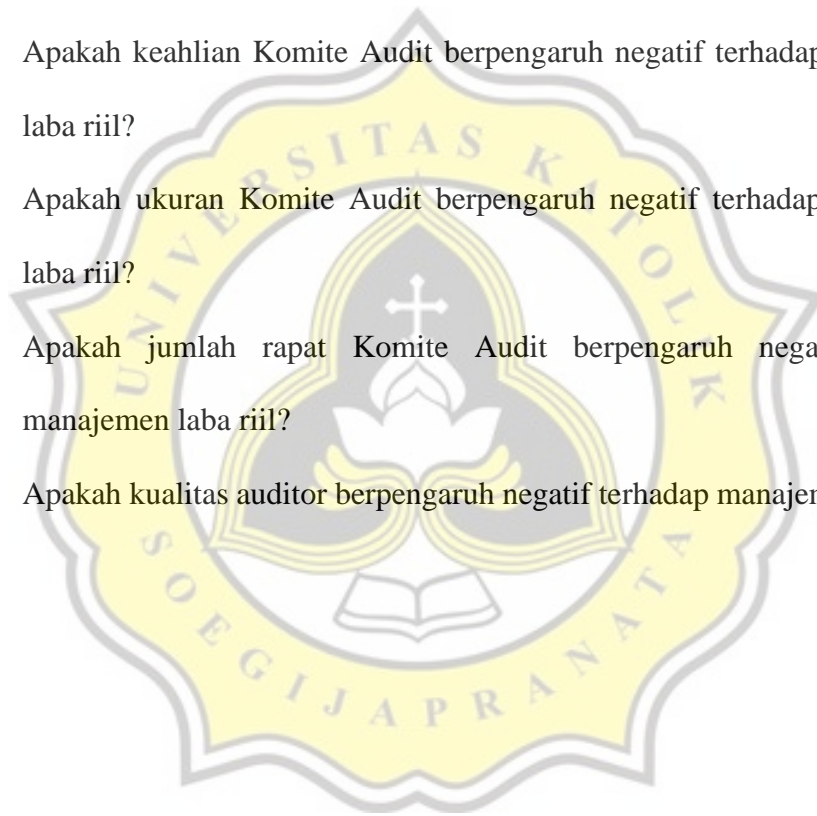 Apakah keahlian Komite Audit berpengaruh negatif terhadap
laba riil?
Apakah ukuran Komite Audit berpengaruh negatif terhadap
laba riil?
Apakah jumlah rapat Komite Audit berpengaruh nega
manajemen laba riil?
Apakah kualitas auditor berpengaruh negatif terhadap manajer
UNIVERSITAS KATOLIK
SOEGIJAPRANATA